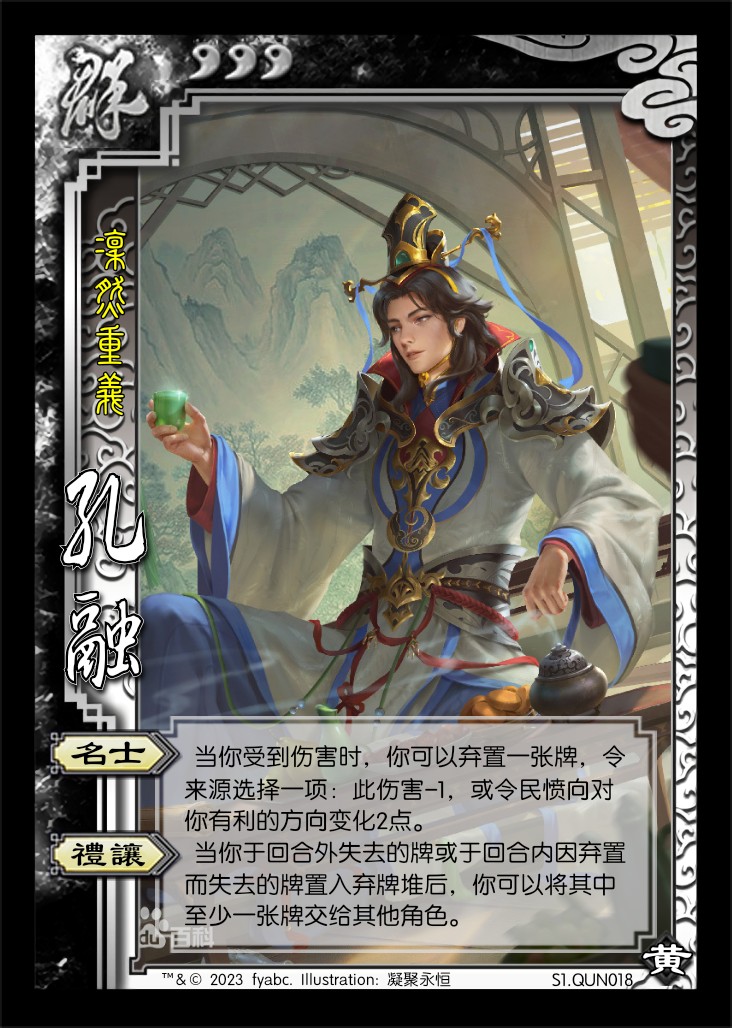 群
凜然重義
孔融
名士
当你受到伤害时，你可以弃置一张牌，令
来源选择一项：此伤害-1，或令民愤向对
你有利的方向变化2点。
禮讓
当你于回合外失去的牌或于回合内因弃置
而失去的牌置入弃牌堆后，你可以将其中
至少一张牌交给其他角色。
Bai du 百科
™&© 2023 fyabc. Illustration: 凝聚永恒
S1.QUN018
黄